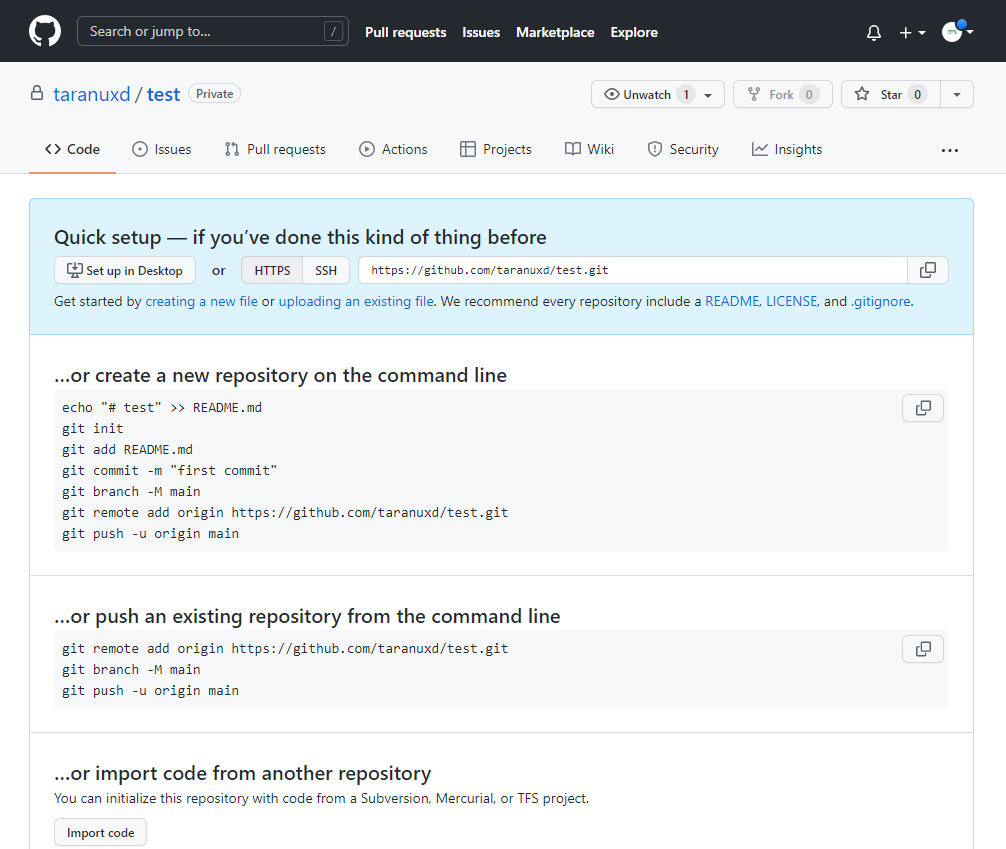 Search or jump to... / Pull requests Issues Marketplace Explore
taranuxd / test Private Unwatch 1 Fork 0 Star 0
Code Issues Pull requests Actions Projects Wiki Security Insights
Quick setup — if you’ve done this kind of thing before
Set up in Desktop or HTTPS SSH https://github.com/taranuxd/test.git
Get started by creating a new file or uploading an existing file. We recommend every repository include a README, LICENSE, and .gitignore.
…or create a new repository on the command line
echo "# test" >> README.md
git init
git add README.md
git commit -m "first commit"
git branch -M main
git remote add origin https://github.com/taranuxd/test.git
git push -u origin main
…or push an existing repository from the command line
git remote add origin https://github.com/taranuxd/test.git
git branch -M main
git push -u origin main
…or import code from another repository
You can initialize this repository with code from a Subversion, Mercurial, or TFS project.
Import code